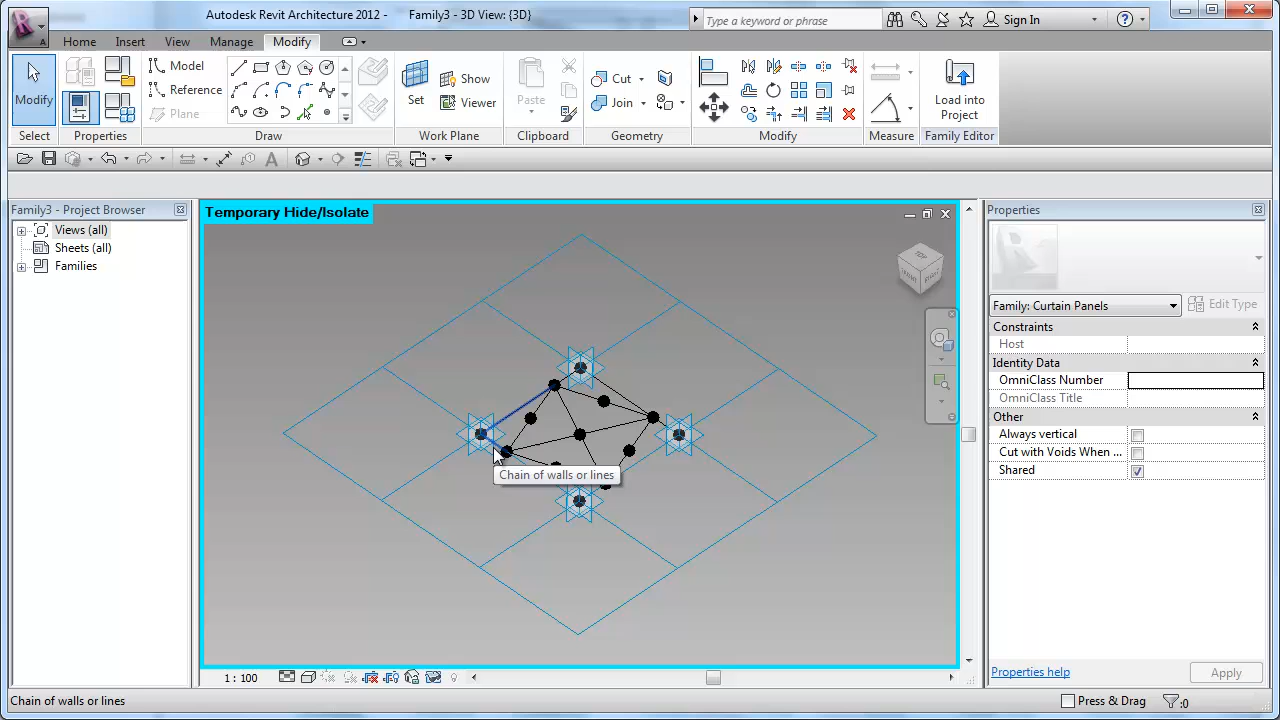 Autodesk Revit Architecture 2012 -
Family3 - 3D View: {3D}
Type a keyword or phrase
Sign In
Home
Insert
View
Manage
Modify
Modify
Model
Reference
Plane
Set
Show
Viewer
Paste
Cut
Join
Load into
Project
Select
Properties
Draw
Work Plane
Clipboard
Geometry
Modify
Measure
Family Editor
Family3 - Project Browser
Views (all)
Sheets (all)
Families
Temporary Hide/Isolate
Chain of walls or lines
Properties
Family: Curtain Panels
Edit Type
Constraints
Host
Identity Data
OmniClass Number
OmniClass Title
Other
Always vertical
Cut with Voids When ...
Shared
Properties help
Apply
1 : 100
Chain of walls or lines
Press & Drag
:0